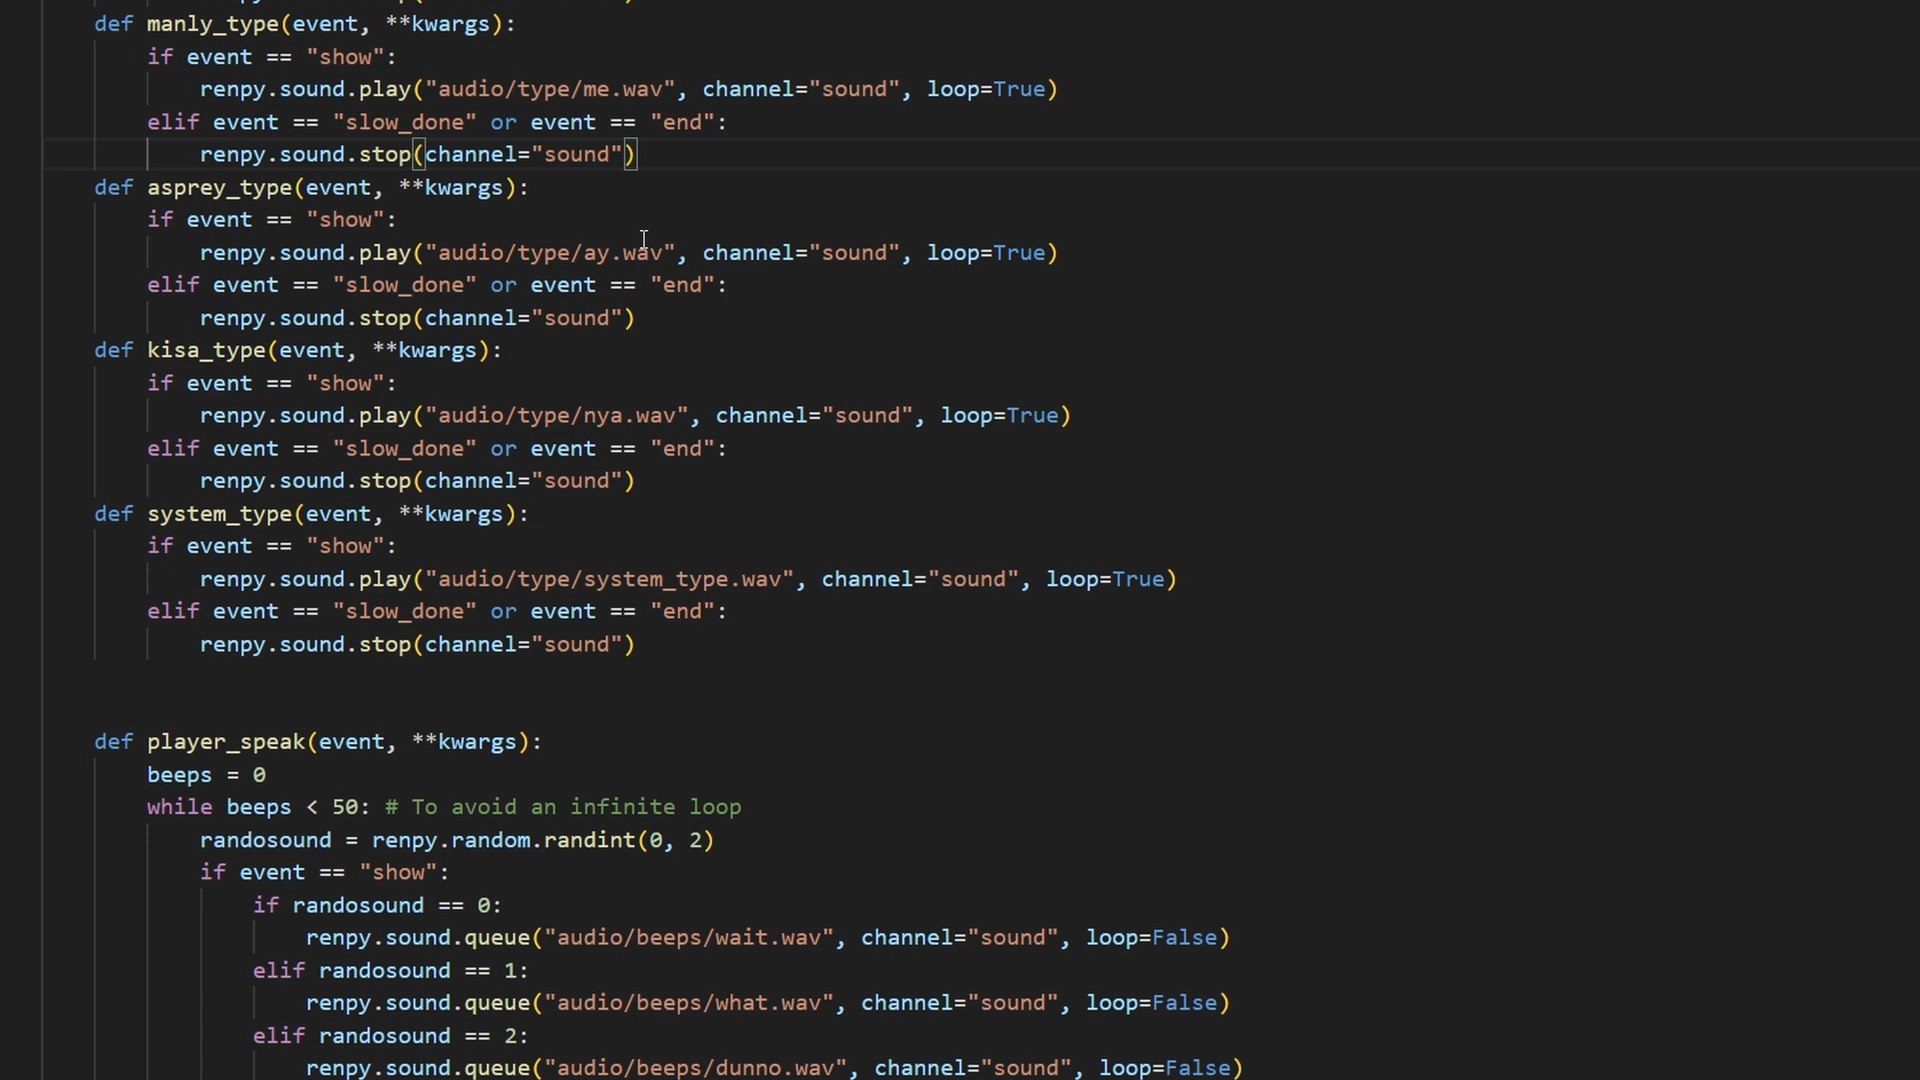 def manly_type(event, **kwargs):
if event == "show":
renpy.sound.play("audio/type/me.wav", channel="sound", loop=True)
elif event == "slow_done" or event == "end":
renpy.sound.stop(channel="sound")
def asprey_type(event, **kwargs):
if event == "show":
renpy.sound.play("audio/type/ay.wav", channel="sound", loop=True)
elif event == "slow_done" or event == "end":
renpy.sound.stop(channel="sound")
def kisa_type(event, **kwargs):
if event == "show":
renpy.sound.play("audio/type/nya.wav", channel="sound", loop=True)
elif event == "slow_done" or event == "end":
renpy.sound.stop(channel="sound")
def system_type(event, **kwargs):
if event == "show":
renpy.sound.play("audio/type/system_type.wav", channel="sound", loop=True)
elif event == "slow_done" or event == "end":
renpy.sound.stop(channel="sound")
def player_speak(event, **kwargs):
beeps = 0
while beeps < 50: # To avoid an infinite loop
randosound = renpy.random.randint(0, 2)
if event == "show":
if randosound == 0:
renpy.sound.queue("audio/beeps/wait.wav", channel="sound", loop=False)
elif randosound == 1:
renpy.sound.queue("audio/beeps/what.wav", channel="sound", loop=False)
elif randosound == 2:
renpy.sound.queue("audio/beeps/dunno.wav", channel="sound", loop=False)